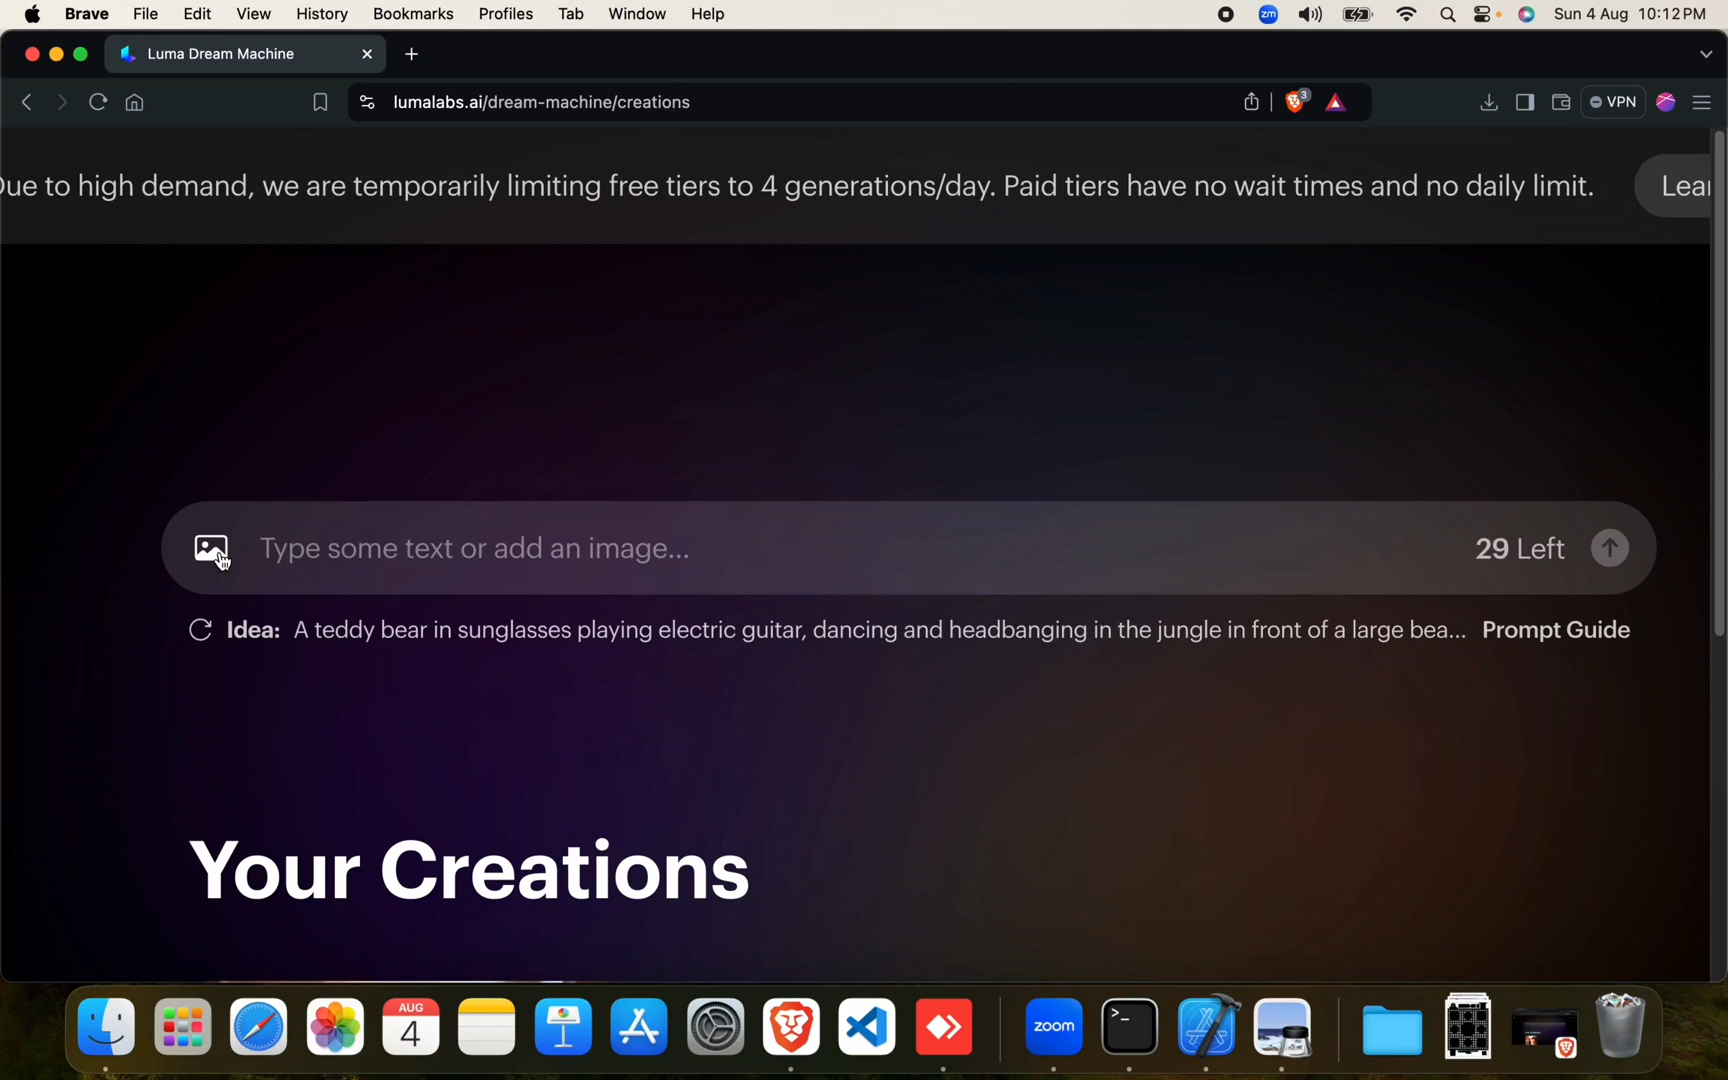 Brave File Edit View History Bookmarks Profiles Tab Window Help zm Sun 4 Aug 10:12 PM
Luma Dream Machine
lumalabs.ai/dream-machine/creations 3 VPN
to high demand, we are temporarily limiting free tiers to 4 generations/day. Paid tiers have no wait times and no daily limit.
Type some text or add an image... 29 Left
Idea: A teddy bear in sunglasses playing electric guitar, dancing and headbanging in the jungle in front of a large bea... Prompt Guide
Your Creations
AUG
4
zoom
>_